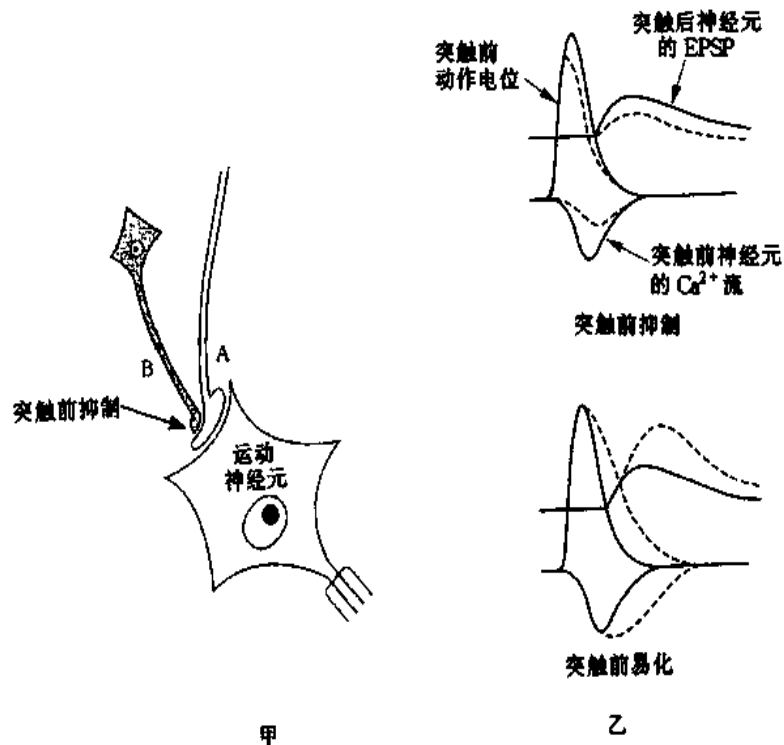 突触前
动作电位
突触后神经元
的 EPSP
突触前神经元
的 Ca²⁺ 流
突触前抑制
A
B
突触前抑制
运动
神经元
突触前易化
甲
乙